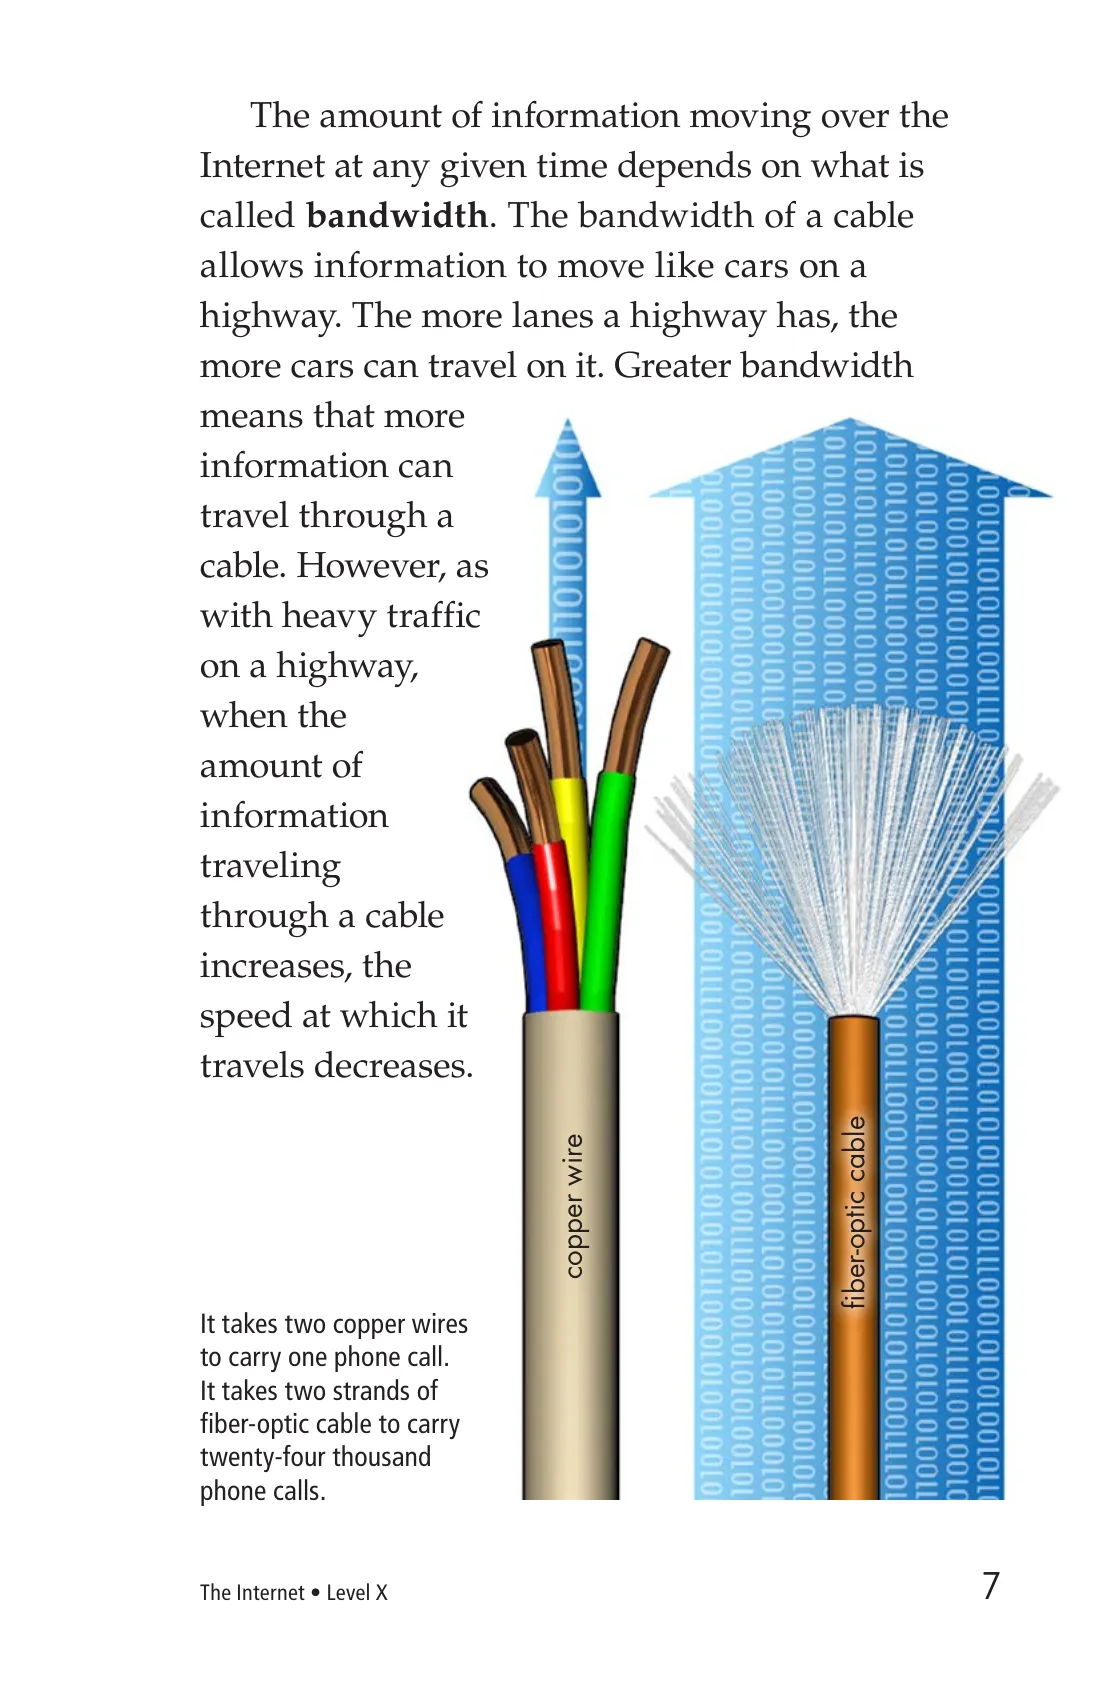 The amount of information moving over the
Internet at any given time depends on what is
called bandwidth. The bandwidth of a cable
allows information to move like cars on a
highway. The more lanes a highway has, the
more cars can travel on it. Greater bandwidth
means that more
information can
travel through a
cable. However, as
with heavy traffic
on a highway,
when the
amount of
information
traveling
through a cable
increases, the
speed at which it
travels decreases.
copper wire
fiber-optic cable
It takes two copper wires
to carry one phone call.
It takes two strands of
fiber-optic cable to carry
twenty-four thousand
phone calls.
The Internet • Level X
7